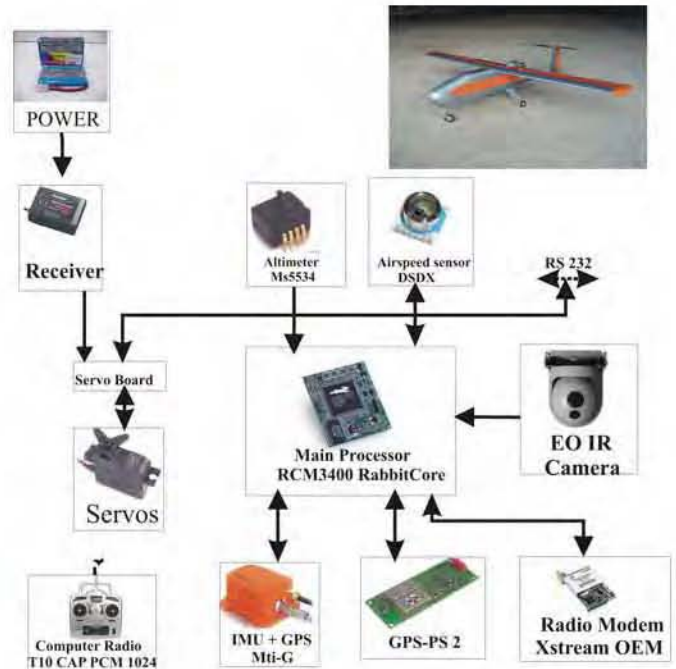 POWER
Receiver
Altimeter
Ms5534
Airspeed sensor
DSDX
RS 232
Servo Board
Main Processor
RCM3400 RabbitCore
EO IR
Camera
Servos
Computer Radio
T10 CAP PCM 1024
IMU + GPS
Mti-G
GPS-PS 2
Radio Modem
Xstream OEM